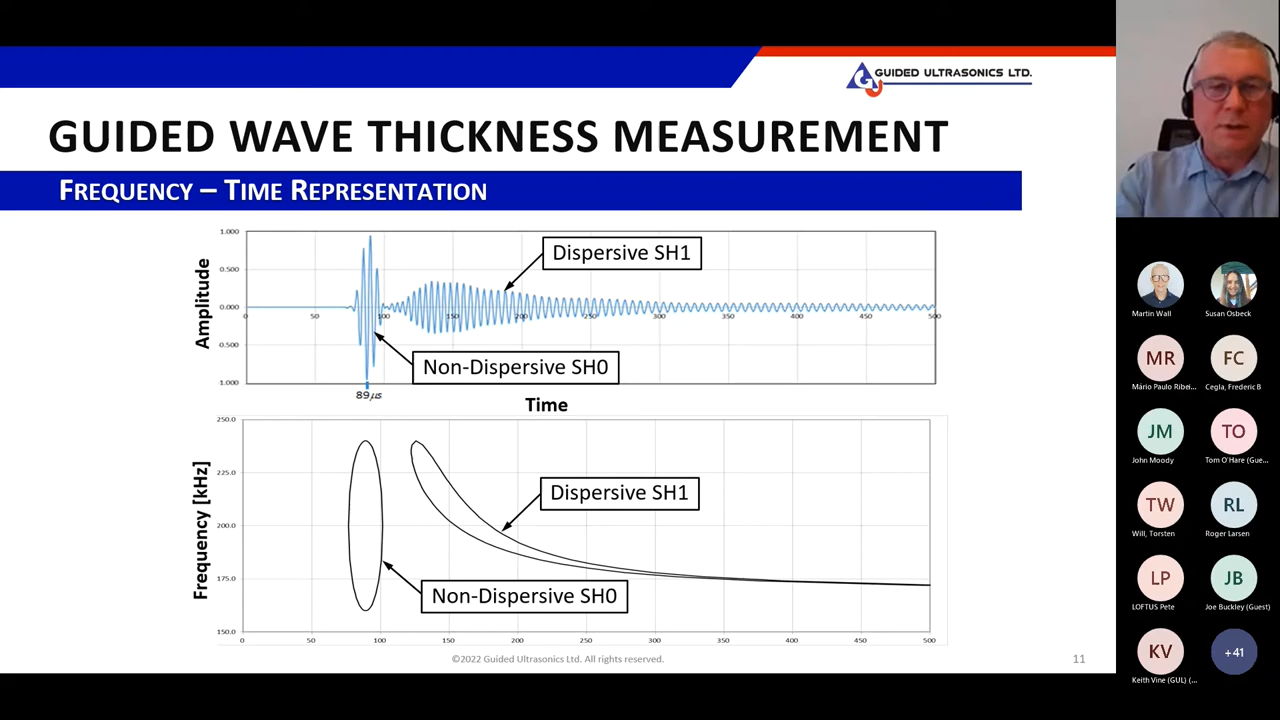 GUIDED ULTRASONICS LTD.
GUIDED WAVE THICKNESS MEASUREMENT
FREQUENCY – TIME REPRESENTATION
Amplitude
1.000
0.500
0.000
-0.500
-1.000
0 50 100 150 200 250 300 350 400 450 500
Dispersive SH1
Non-Dispersive SH0
89μs
Time
Frequency [kHz]
250.0
225.0
200.0
175.0
150.0
0 50 100 150 200 250 300 350 400 450 500
Dispersive SH1
Non-Dispersive SH0
©2022 Guided Ultrasonics Ltd. All rights reserved.
11
Martin Wall
Susan Osbeck
MR
Mário Paulo Ribei...
FC
Cegla, Frederic B
JM
John Moody
TO
Tom O'Hare (Gue...
TW
Will, Torsten
RL
Roger Larsen
LP
LOFTUS Pete
JB
Joe Buckley (Guest)
KV
Keith Vine (GUL) (...
+41